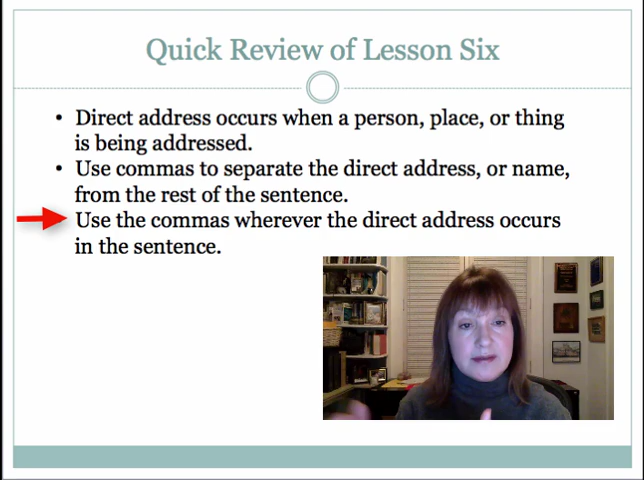 Quick Review of Lesson Six
• Direct address occurs when a person, place, or thing
is being addressed.
• Use commas to separate the direct address, or name,
from the rest of the sentence.
Use the commas wherever the direct address occurs
in the sentence.